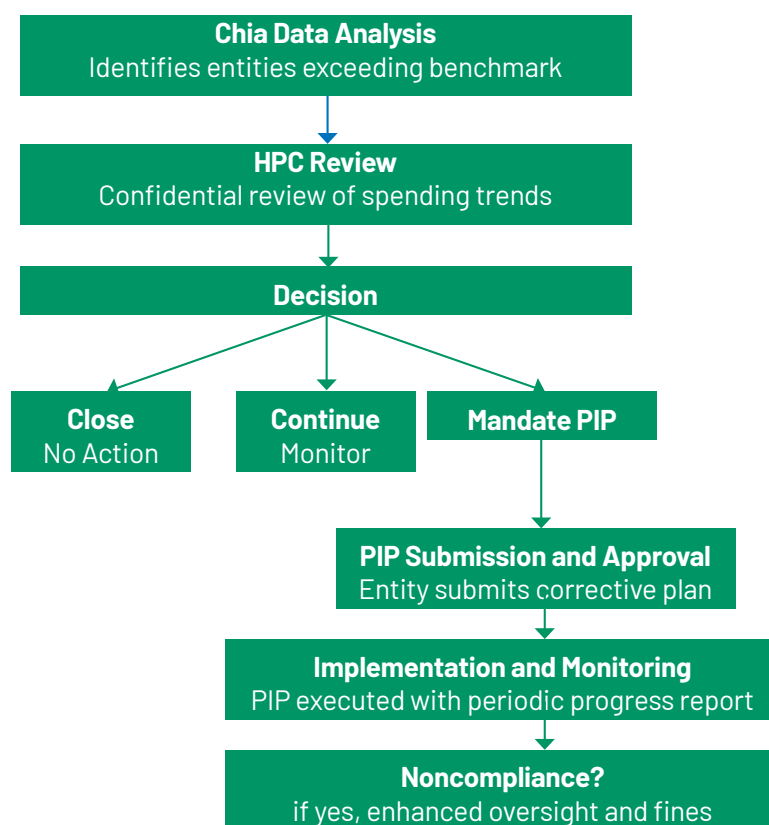 Chia Data Analysis
Identifies entities exceeding benchmark
HPC Review
Confidential review of spending trends
Decision
Close
No Action
Continue
Monitor
Mandate PIP
PIP Submission and Approval
Entity submits corrective plan
Implementation and Monitoring
PIP executed with periodic progress report
Noncompliance?
if yes, enhanced oversight and fines